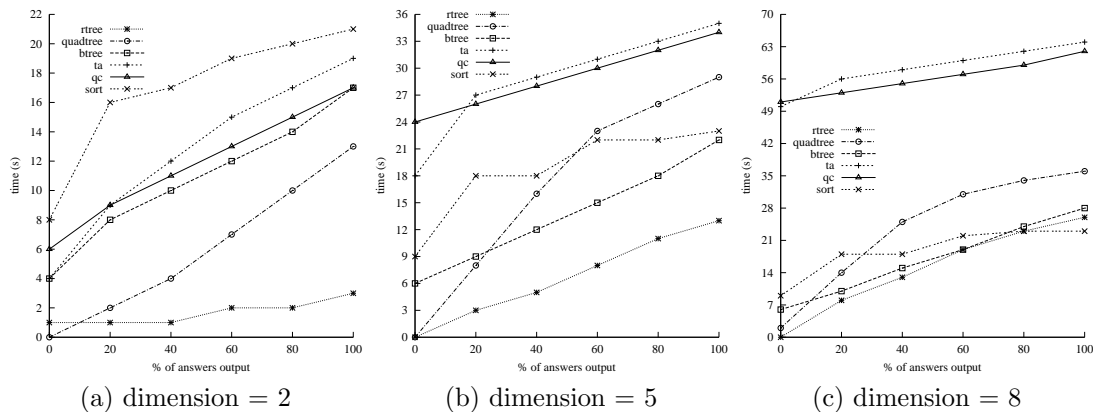 22
20
18
16
14
12
10
8
6
4
2
0
time (s)
rtree
quadtree
btree
ta
qc
sort
0 20 40 60 80 100
% of answers output
(a) dimension = 2
36
33
30
27
24
21
18
15
12
9
6
3
0
time (s)
rtree
quadtree
btree
ta
qc
sort
0 20 40 60 80 100
% of answers output
(b) dimension = 5
70
63
56
49
42
35
28
21
14
7
0
time (s)
rtree
quadtree
btree
ta
qc
sort
0 20 40 60 80 100
% of answers output
(c) dimension = 8